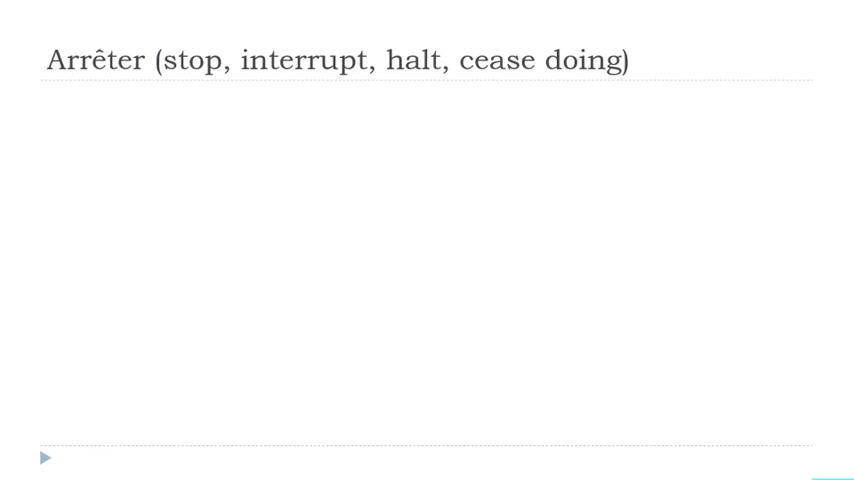 Arrêter (stop, interrupt, halt, cease doing)